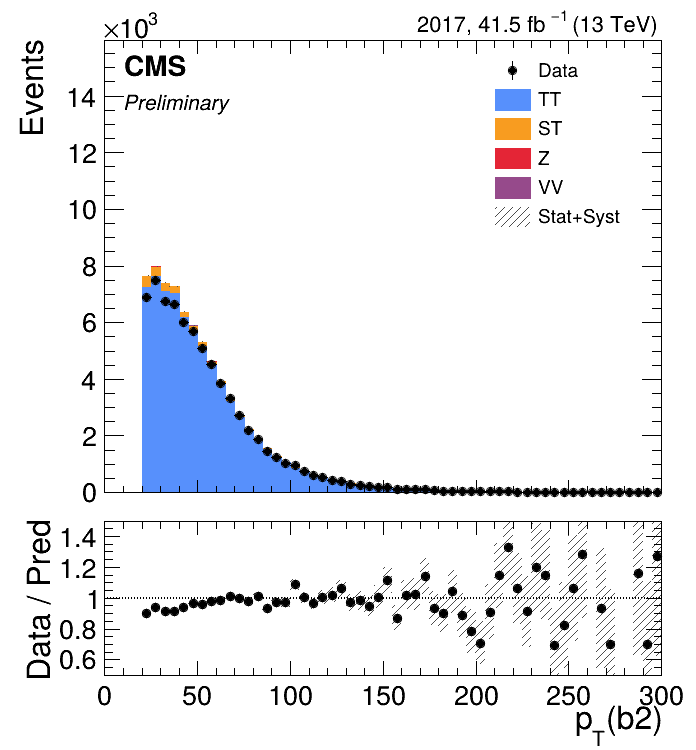 ×10³
2017, 41.5 fb⁻¹ (13 TeV)
CMS
Preliminary
Events
14
12
10
8
6
4
2
0
Data
TT
ST
Z
VV
Stat+Syst
Data / Pred
1.4
1.2
1
0.8
0.6
0 50 100 150 200 250 300
p_T(b2)